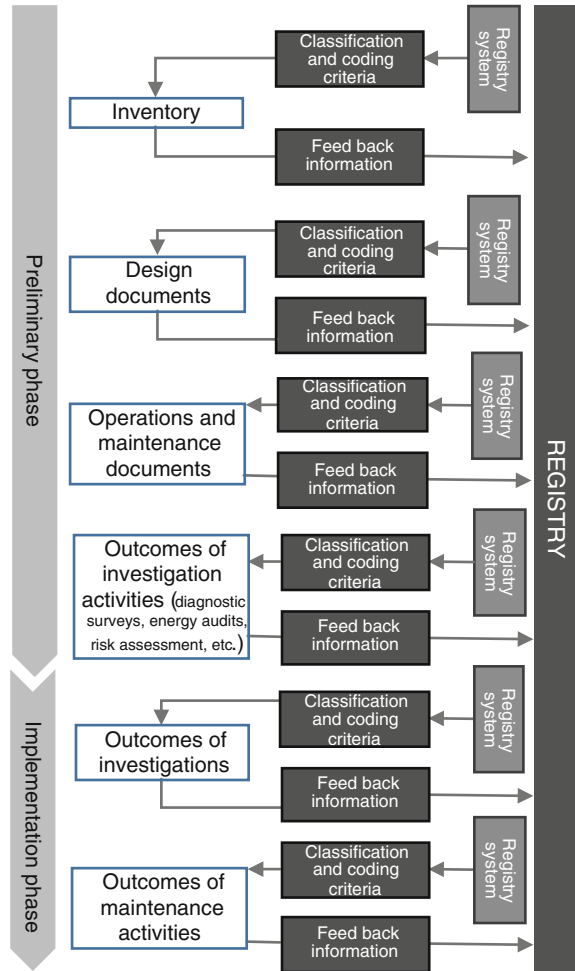 Preliminary phase
Classification
and coding
criteria
Registry
system
Inventory
Feed back
information
Classification
and coding
criteria
Registry
system
Design
documents
Feed back
information
Classification
and coding
criteria
Registry
system
Operations and
maintenance
documents
Feed back
information
Classification
and coding
criteria
Registry
system
Outcomes of
investigation
activities (diagnostic
surveys, energy audits,
risk assessment, etc.)
Feed back
information
Implementation phase
Classification
and coding
criteria
Registry
system
Outcomes of
investigations
Feed back
information
Classification
and coding
criteria
Registry
system
Outcomes of
maintenance
activities
Feed back
information
REGISTRY